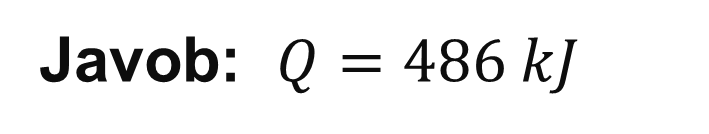 Javob: Q = 486 kJ